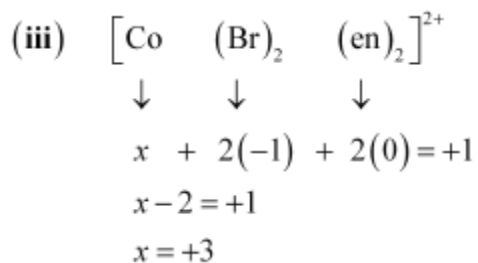 (iii) [Co (Br)₂ (en)₂]²⁺
↓ ↓ ↓
x + 2(−1) + 2(0) = +1
x − 2 = +1
x = +3